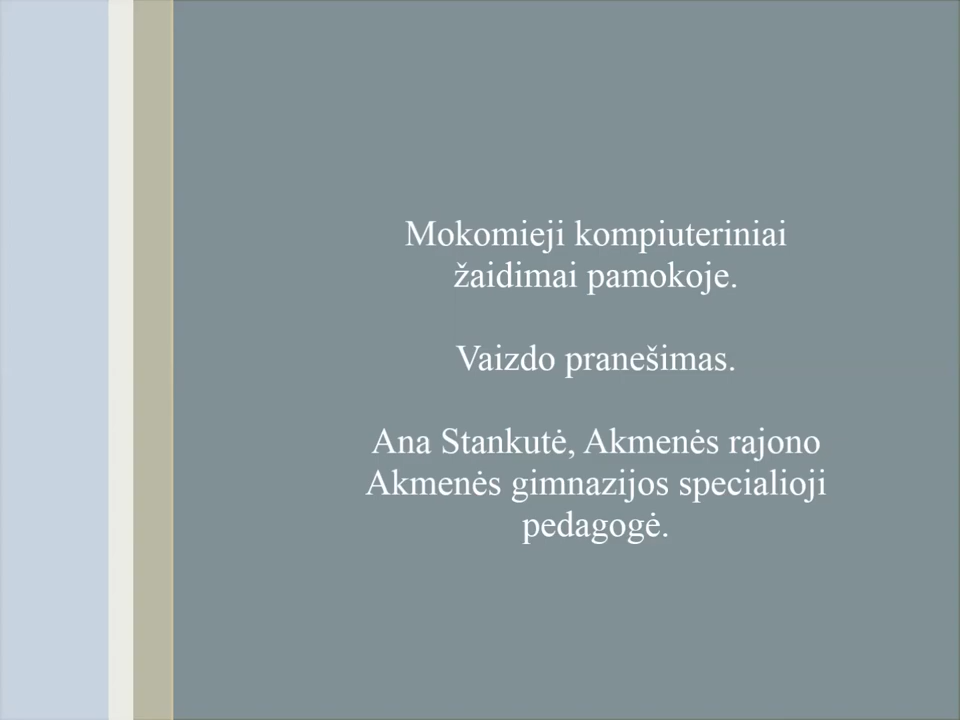 Mokomieji kompiuteriniai
žaidimai pamokoje.
Vaizdo pranešimas.
Ana Stankutė, Akmenės rajono
Akmenės gimnazijos specialioji
pedagogė.